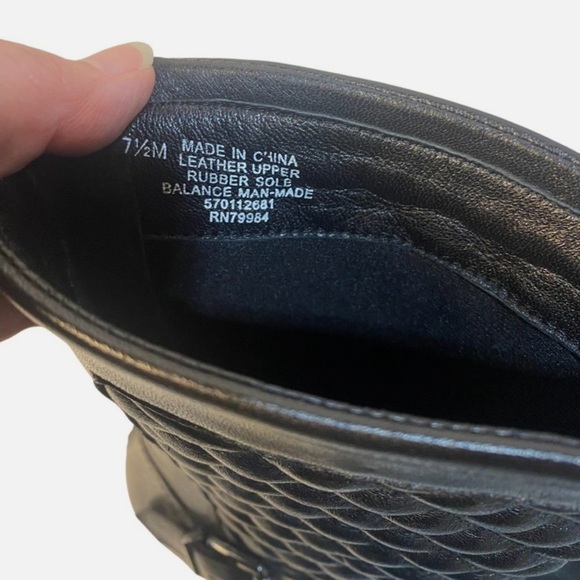 7½M MADE IN CHINA
LEATHER UPPER
RUBBER SOLE
BALANCE MAN-MADE
570112681
RN79984